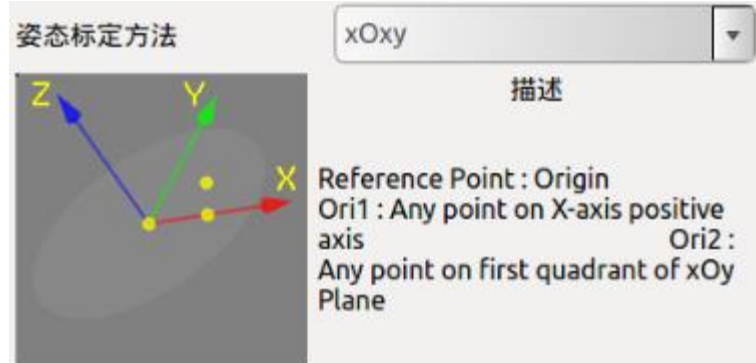 姿态标定方法
xOxy
描述
Z
Y
X
Reference Point : Origin
Ori1 : Any point on X-axis positive
axis Ori2 :
Any point on first quadrant of xOy
Plane